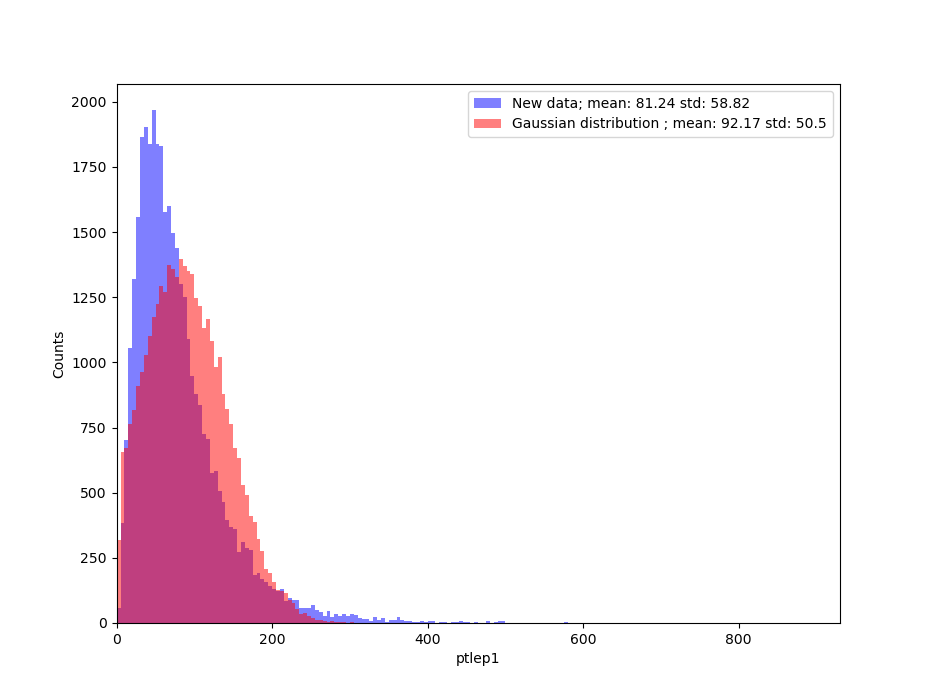 New data; mean: 81.24 std: 58.82
Gaussian distribution ; mean: 92.17 std: 50.5
2000
1750
1500
1250
1000
750
500
250
0
Counts
0 200 400 600 800
ptlep1